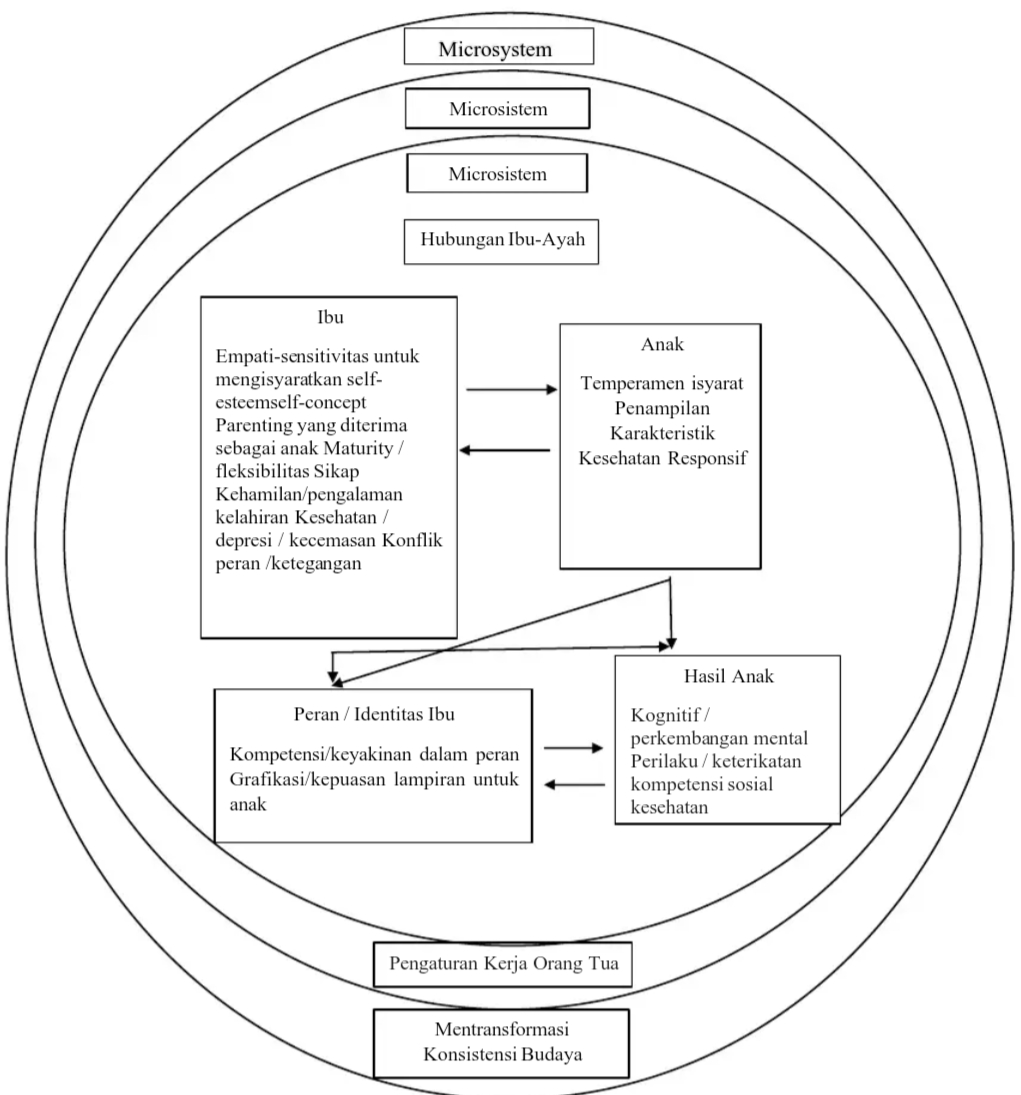 Microsystem
Microsistem
Microsistem
Hubungan Ibu-Ayah
Ibu
Empati-sensitivitas untuk
mengisyaratkan self-
esteemself-concept
Parenting yang diterima
sebagai anak Maturity /
fleksibilitas Sikap
Kehamilan/pengalaman
kelahiran Kesehatan /
depresi / kecemasan Konflik
peran /ketegangan
Anak
Temperamen isyarat
Penampilan
Karakteristik
Kesehatan Responsif
Peran / Identitas Ibu
Kompetensi/keyakinan dalam peran
Grafikasi/kepuasan lampiran untuk
anak
Hasil Anak
Kognitif /
perkembangan mental
Perilaku / keterikatan
kompetensi sosial
kesehatan
Pengaturan Kerja Orang Tua
Mentransformasi
Konsistensi Budaya